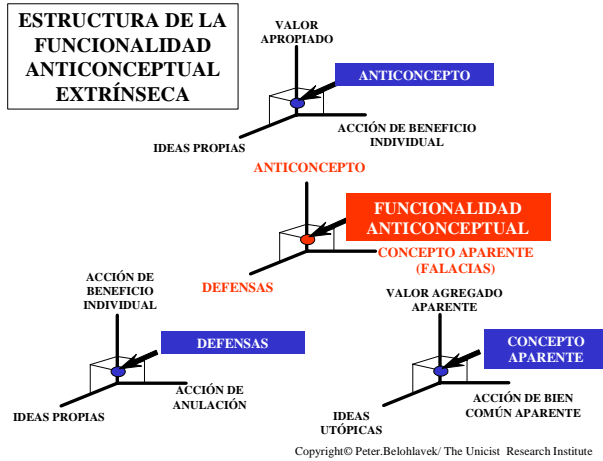 ESTRUCTURA DE LA
FUNCIONALIDAD
ANTICONCEPTUAL
EXTRÍNSECA
VALOR
APROPIADO
ANTICONCEPTO
ACCIÓN DE BENEFICIO
INDIVIDUAL
IDEAS PROPIAS
ANTICONCEPTO
FUNCIONALIDAD
ANTICONCEPTUAL
CONCEPTO APARENTE
(FALACIAS)
DEFENSAS
ACCIÓN DE
BENEFICIO
INDIVIDUAL
DEFENSAS
ACCIÓN DE
ANULACIÓN
IDEAS PROPIAS
VALOR AGREGADO
APARENTE
CONCEPTO
APARENTE
ACCIÓN DE BIEN
COMÚN APARENTE
IDEAS
UTÓPICAS
Copyright© Peter.Belohlavek/ The Unicist Research Institute